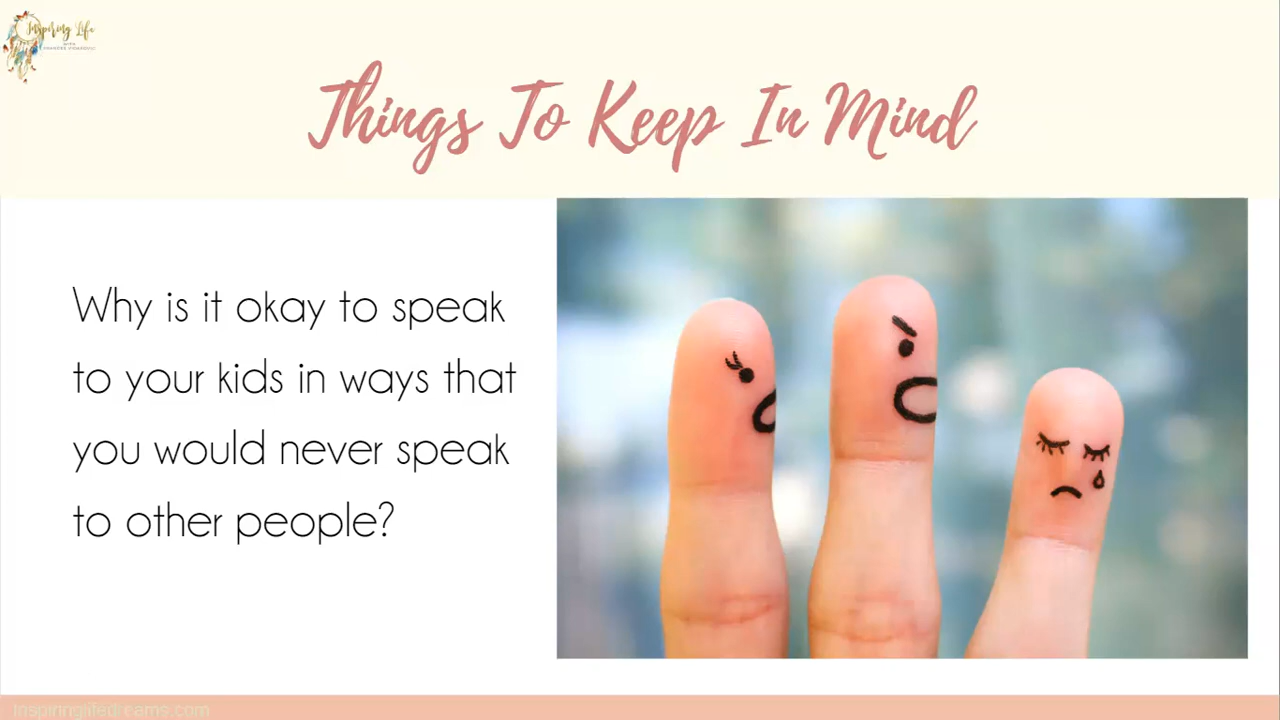 Inspiring Life
WITH
Things To Keep In Mind
Why is it okay to speak
to your kids in ways that
you would never speak
to other people?
Inspiringlifedreams.com